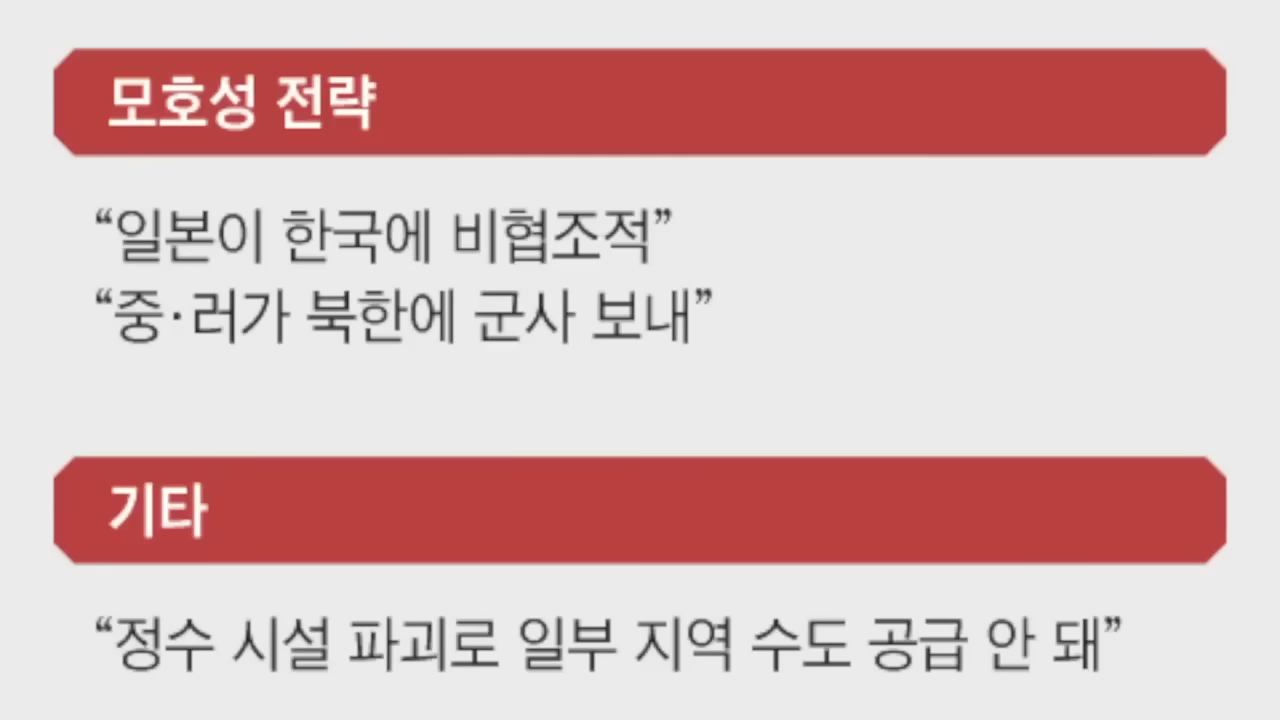 모호성 전략
“일본이 한국에 비협조적”
“중·러가 북한에 군사 보내”
기타
“정수 시설 파괴로 일부 지역 수도 공급 안 돼”